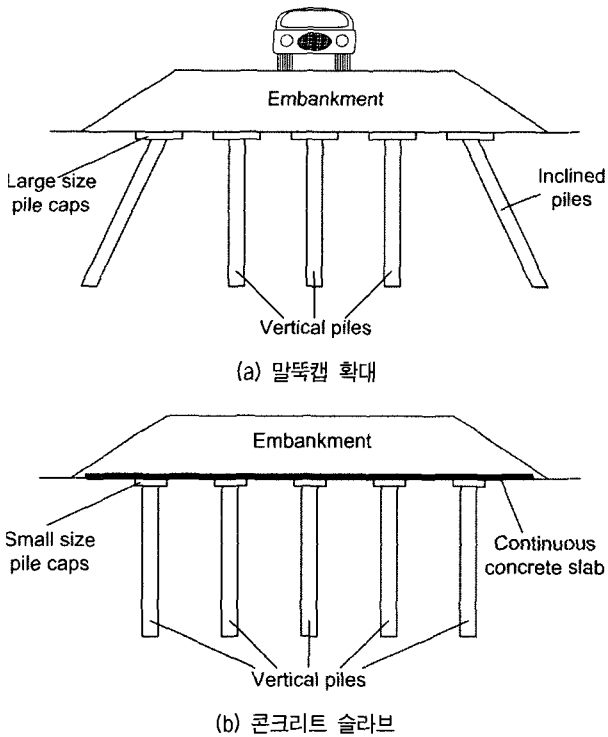 Embankment
Large size
pile caps
Inclined
piles
Vertical piles
(a) 말뚝캡 확대
Embankment
Small size
pile caps
Continuous
concrete slab
Vertical piles
(b) 콘크리트 슬라브